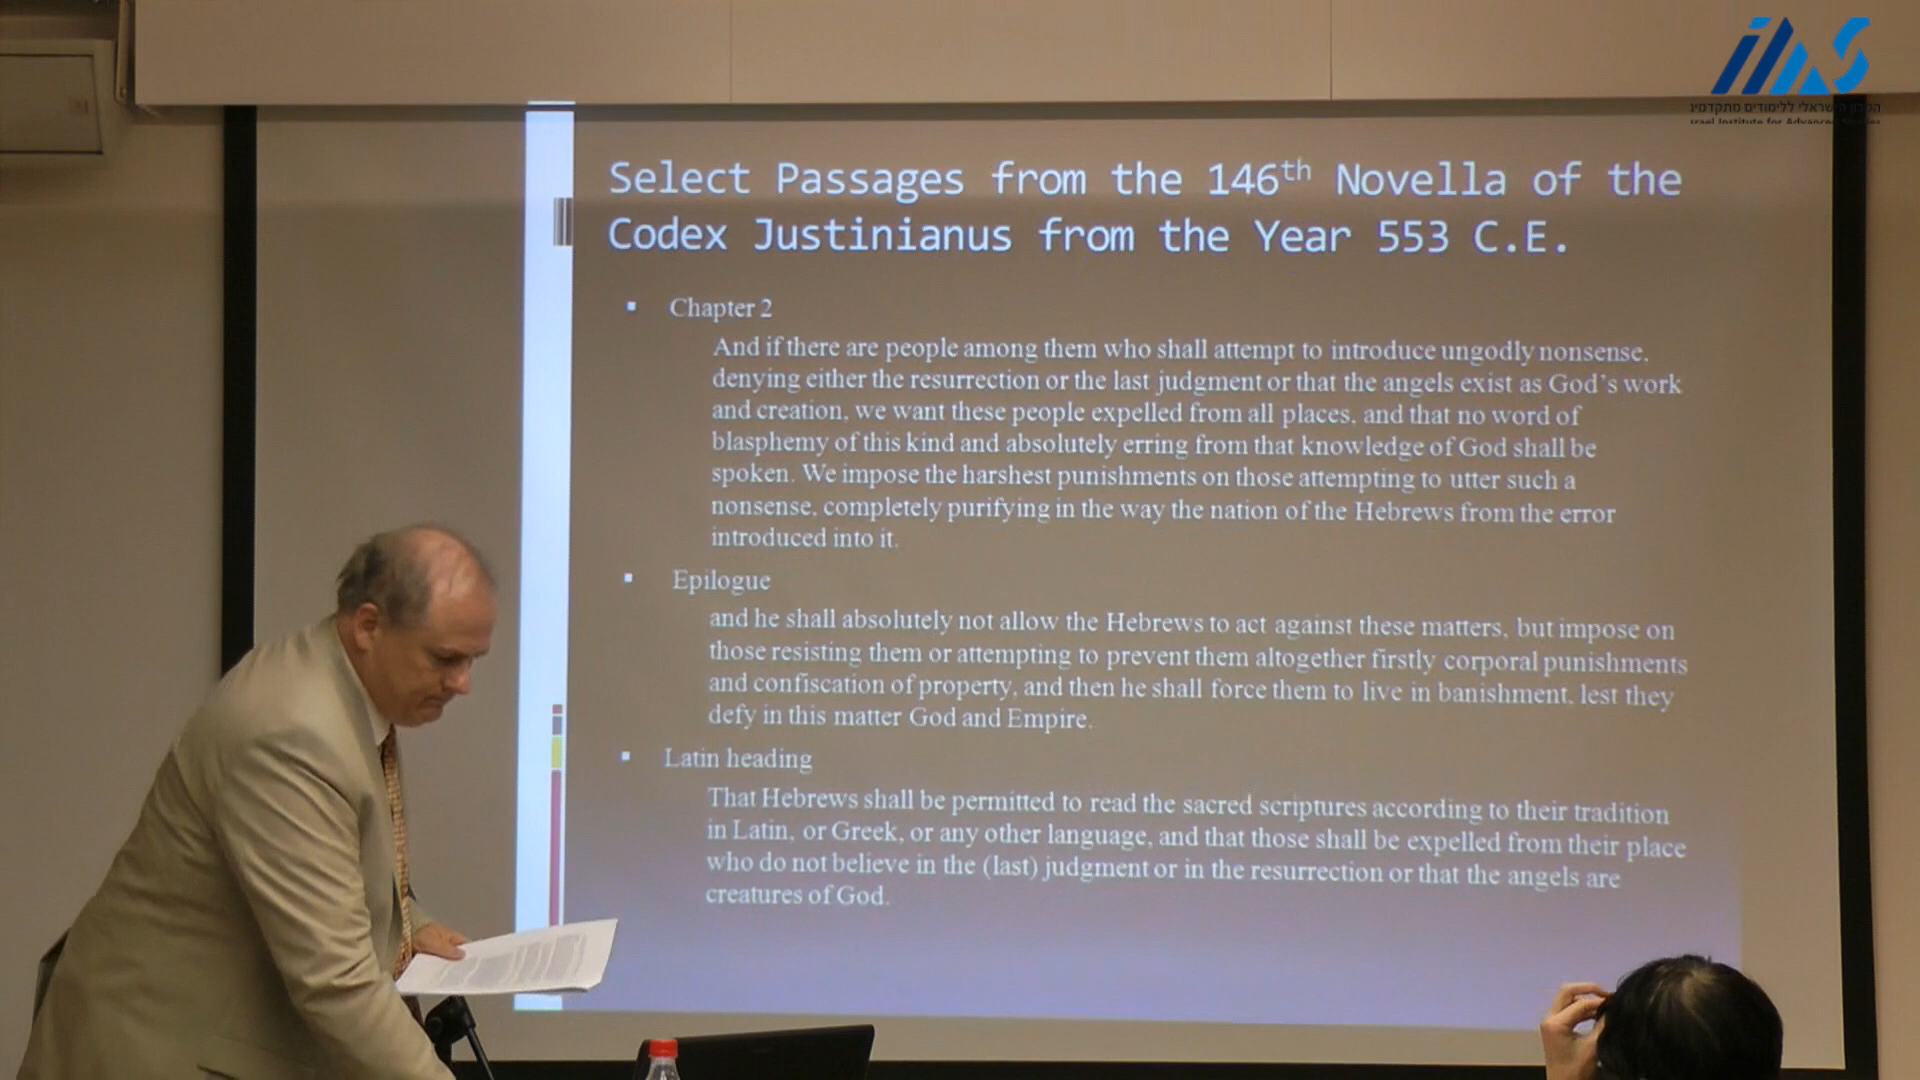 ias
המכון הישראלי ללימודים מתקדמים
Israel Institute for Advanced Studies
Select Passages from the 146th Novella of the
Codex Justinianus from the Year 553 C.E.
▪ Chapter 2
And if there are people among them who shall attempt to introduce ungodly nonsense,
denying either the resurrection or the last judgment or that the angels exist as God's work
and creation, we want these people expelled from all places, and that no word of
blasphemy of this kind and absolutely erring from that knowledge of God shall be
spoken. We impose the harshest punishments on those attempting to utter such a
nonsense, completely purifying in the way the nation of the Hebrews from the error
introduced into it.
▪ Epilogue
and he shall absolutely not allow the Hebrews to act against these matters, but impose on
those resisting them or attempting to prevent them altogether firstly corporal punishments
and confiscation of property, and then he shall force them to live in banishment, lest they
defy in this matter God and Empire.
▪ Latin heading
That Hebrews shall be permitted to read the sacred scriptures according to their tradition
in Latin, or Greek, or any other language, and that those shall be expelled from their place
who do not believe in the (last) judgment or in the resurrection or that the angels are
creatures of God.